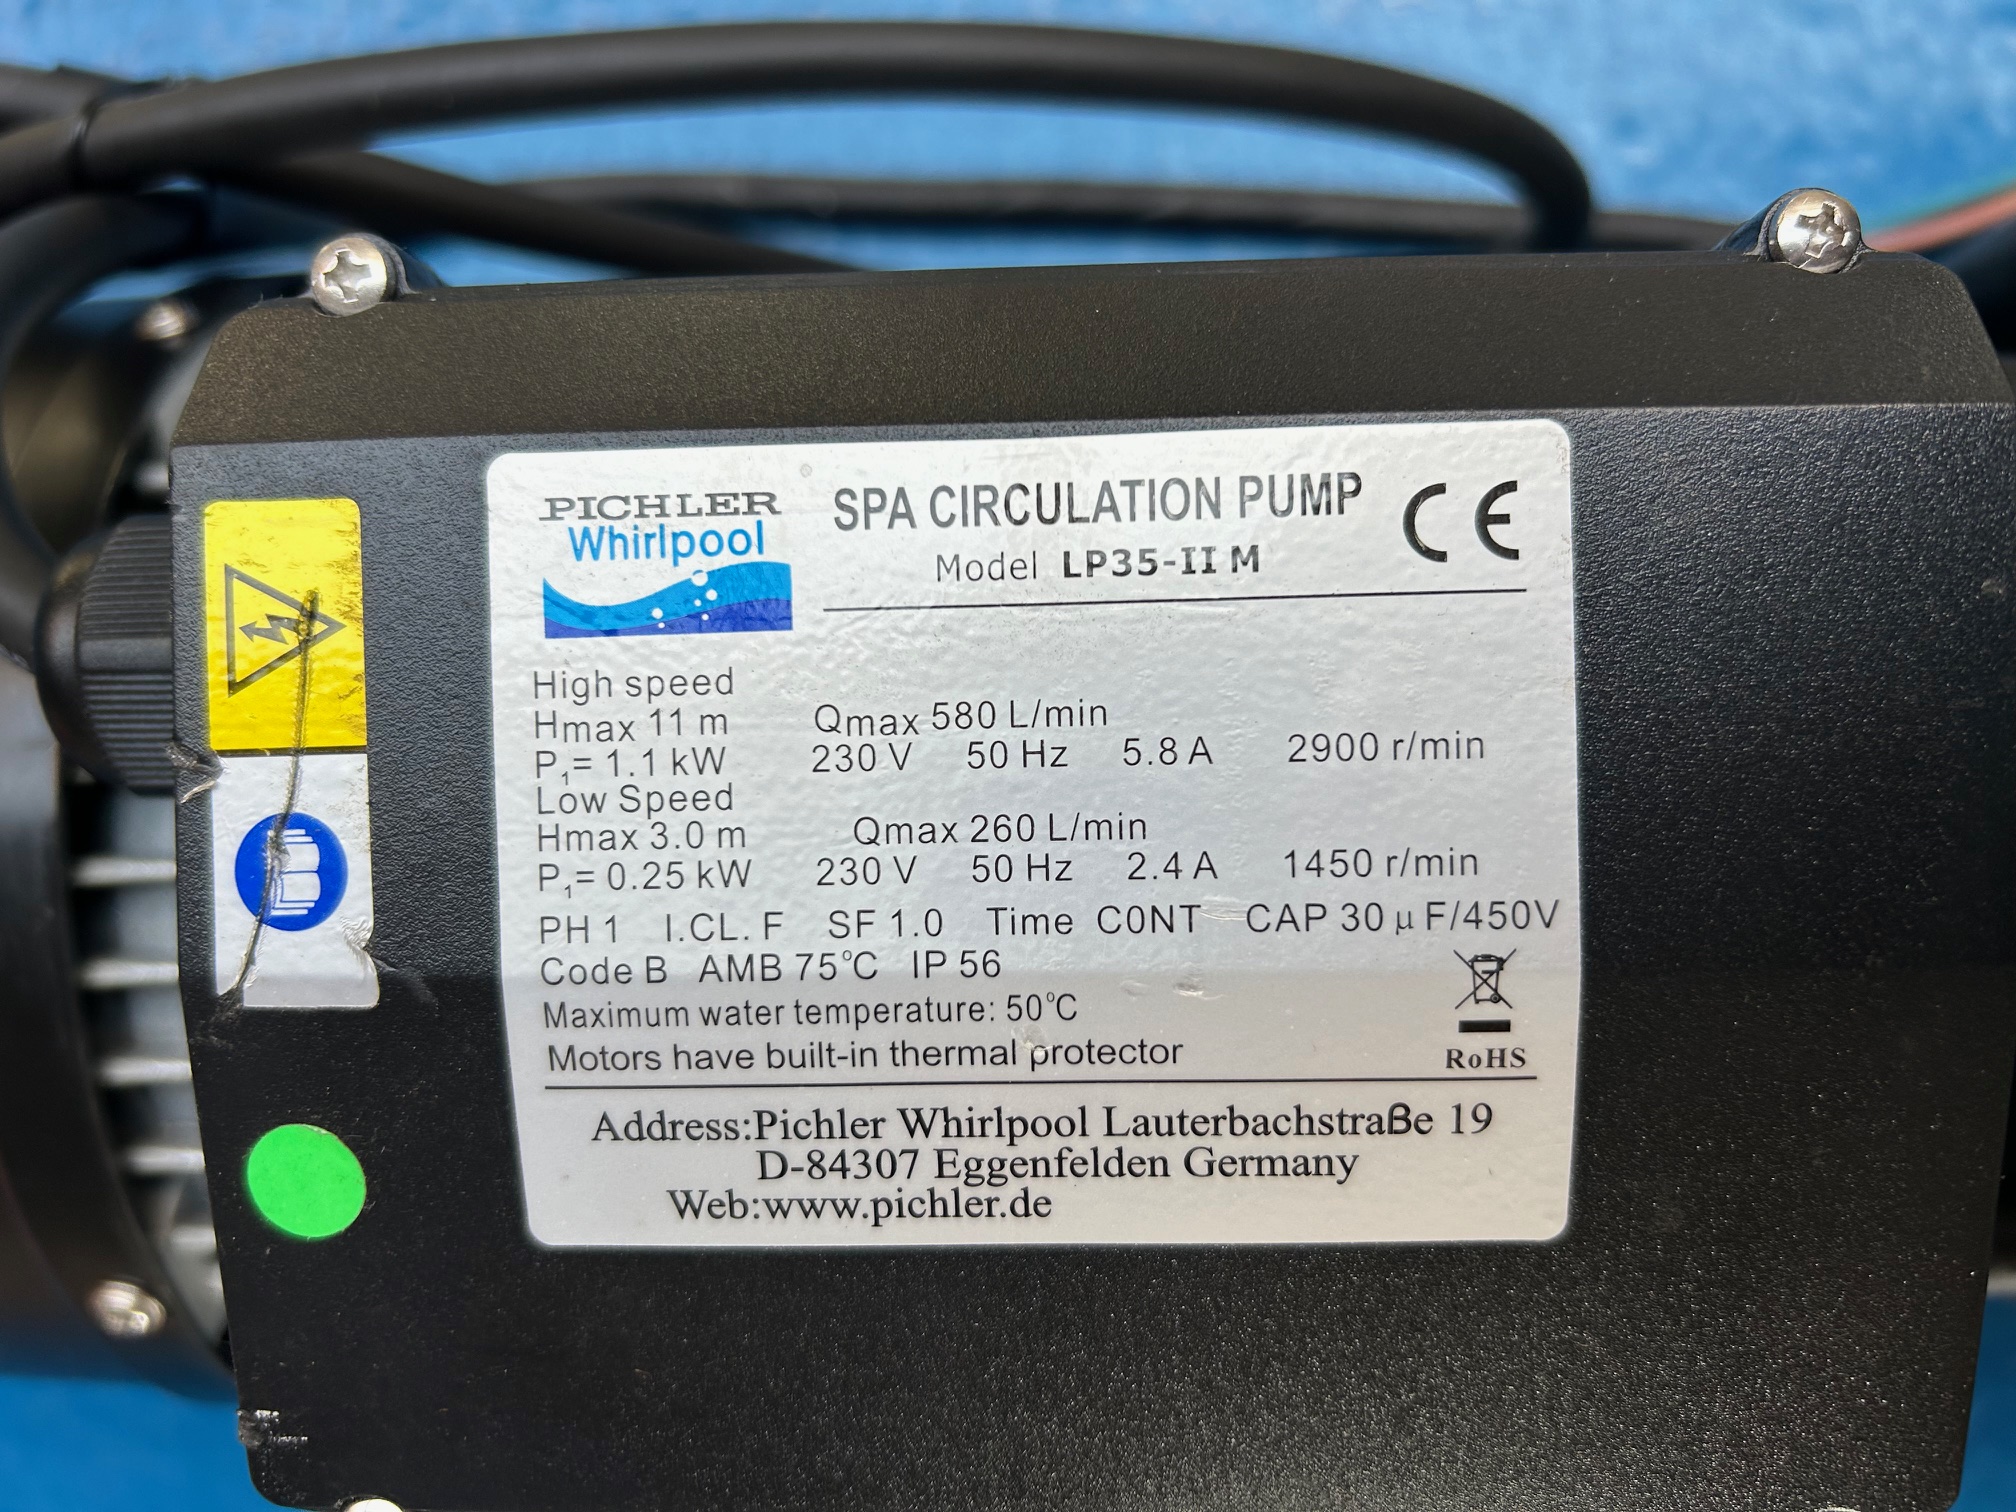 PICHLER
Whirlpool
SPA CIRCULATION PUMP
Model LP35-II M
CE
High speed
Hmax 11 m Qmax 580 L/min
P₁= 1.1 kW 230 V 50 Hz 5.8 A 2900 r/min
Low Speed
Hmax 3.0 m Qmax 260 L/min
P₁= 0.25 kW 230 V 50 Hz 2.4 A 1450 r/min
PH 1 I.CL. F SF 1.0 Time C0NT CAP 30 μ F/450V
Code B AMB 75°C IP 56
Maximum water temperature: 50°C
Motors have built-in thermal protector
RoHS
Address:Pichler Whirlpool Lauterbachstraße 19
D-84307 Eggenfelden Germany
Web:www.pichler.de